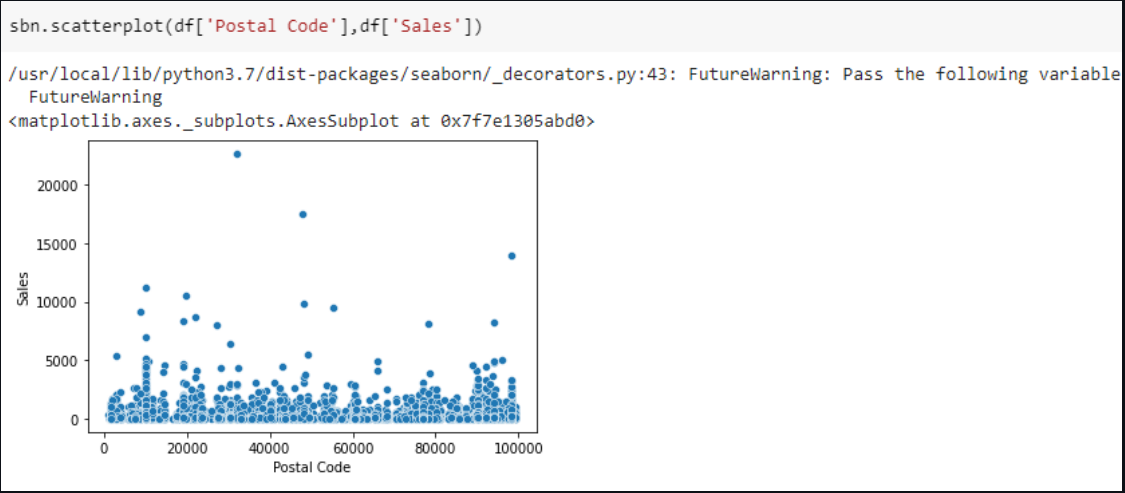 sbn.scatterplot(df['Postal Code'],df['Sales'])
/usr/local/lib/python3.7/dist-packages/seaborn/_decorators.py:43: FutureWarning: Pass the following variable
FutureWarning
<matplotlib.axes._subplots.AxesSubplot at 0x7f7e1305abd0>
20000
15000
10000
5000
0
Sales
0 20000 40000 60000 80000 100000
Postal Code